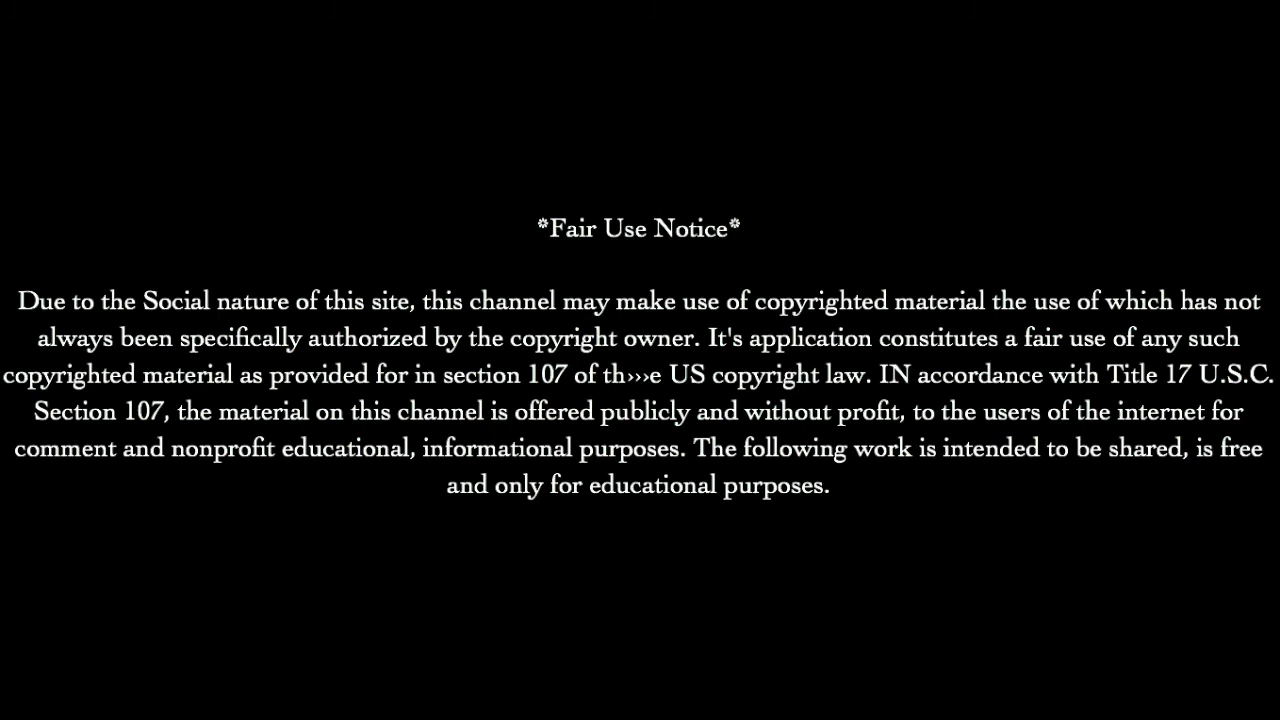 *Fair Use Notice*
Due to the Social nature of this site, this channel may make use of copyrighted material the use of which has not
always been specifically authorized by the copyright owner. It's application constitutes a fair use of any such
copyrighted material as provided for in section 107 of th›››e US copyright law. IN accordance with Title 17 U.S.C.
Section 107, the material on this channel is offered publicly and without profit, to the users of the internet for
comment and nonprofit educational, informational purposes. The following work is intended to be shared, is free
and only for educational purposes.